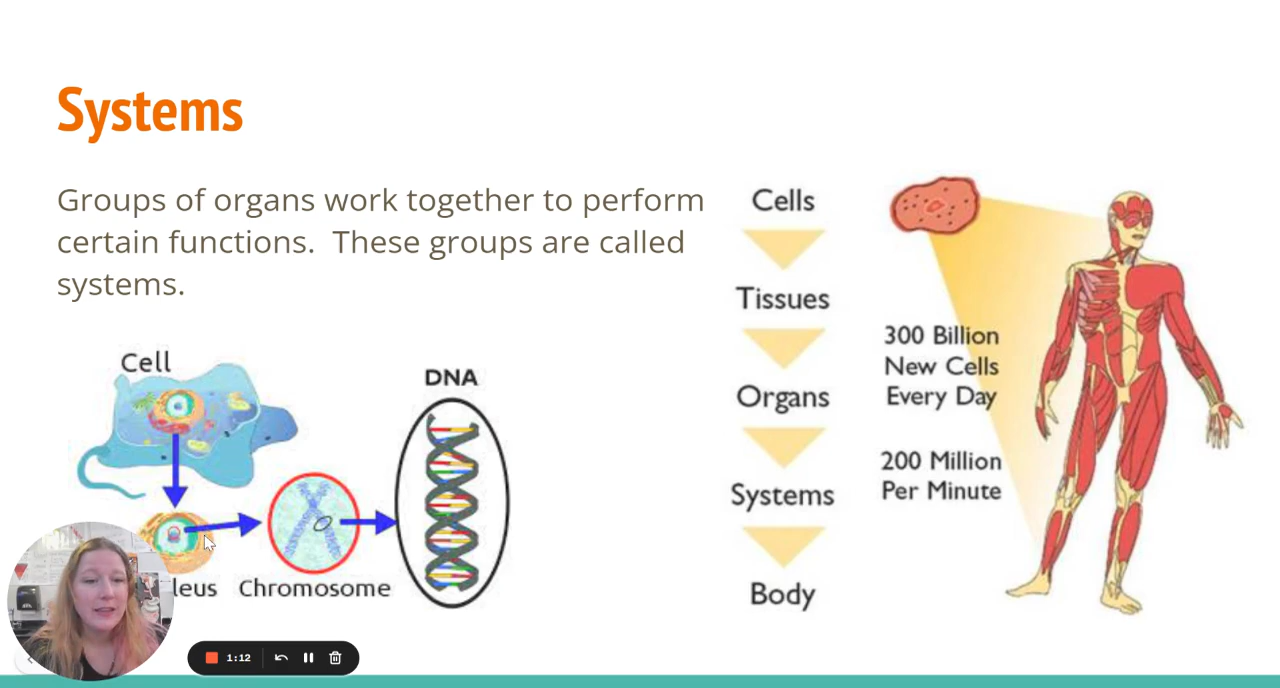 Systems
Groups of organs work together to perform
certain functions. These groups are called
systems.
Cell
DNA
leus
Chromosome
Cells
Tissues
Organs
Systems
Body
300 Billion
New Cells
Every Day
200 Million
Per Minute
1:12